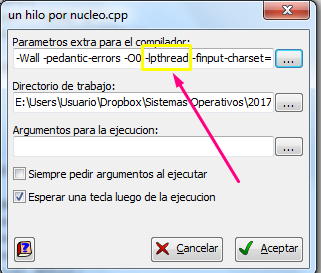 un hilo por nucleo.cpp
Parametros extra para el compilador:
-Wall -pedantic-errors -O0 -lpthread -finput-charset=
...
Directorio de trabajo:
E:\Users\Usuario\Dropbox\Sistemas Operativos\2017
...
Argumentos para la ejecucion:
...
Siempre pedir argumentos al ejecutar
Esperar una tecla luego de la ejecucion
Cancelar
Aceptar